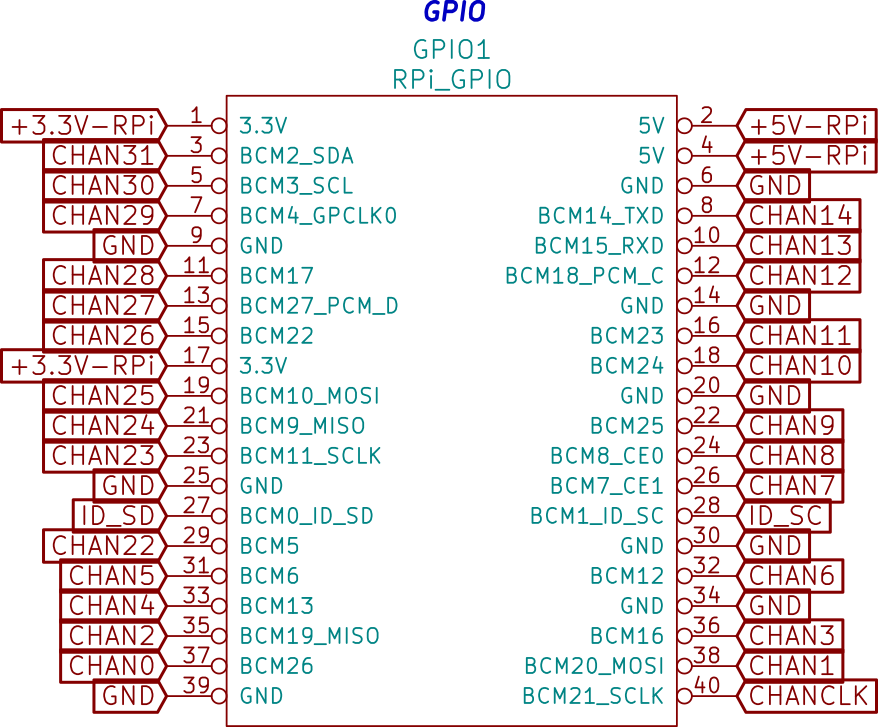 GPIO
GPIO1
RPi_GPIO
+3.3V-RPi 1 3.3V 5V 2 +5V-RPi
CHAN31 3 BCM2_SDA 5V 4 +5V-RPi
CHAN30 5 BCM3_SCL GND 6 GND
CHAN29 7 BCM4_GPCLK0 BCM14_TXD 8 CHAN14
GND 9 GND BCM15_RXD 10 CHAN13
CHAN28 11 BCM17 BCM18_PCM_C 12 CHAN12
CHAN27 13 BCM27_PCM_D GND 14 GND
CHAN26 15 BCM22 BCM23 16 CHAN11
+3.3V-RPi 17 3.3V BCM24 18 CHAN10
CHAN25 19 BCM10_MOSI GND 20 GND
CHAN24 21 BCM9_MISO BCM25 22 CHAN9
CHAN23 23 BCM11_SCLK BCM8_CE0 24 CHAN8
GND 25 GND BCM7_CE1 26 CHAN7
ID_SD 27 BCM0_ID_SD BCM1_ID_SC 28 ID_SC
CHAN22 29 BCM5 GND 30 GND
CHAN5 31 BCM6 BCM12 32 CHAN6
CHAN4 33 BCM13 GND 34 GND
CHAN2 35 BCM19_MISO BCM16 36 CHAN3
CHAN0 37 BCM26 BCM20_MOSI 38 CHAN1
GND 39 GND BCM21_SCLK 40 CHANCLK